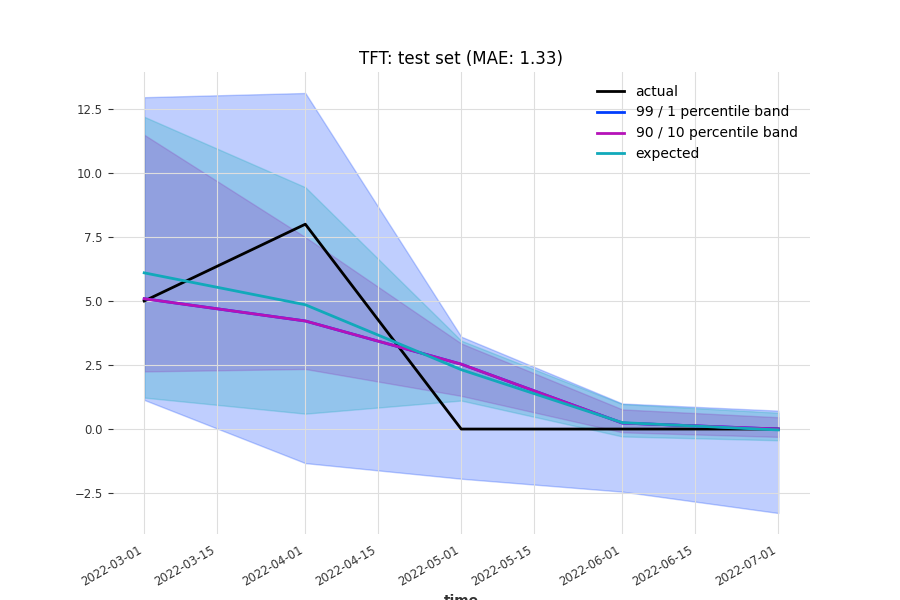 TFT: test set (MAE: 1.33)
actual
99 / 1 percentile band
90 / 10 percentile band
expected
12.5
10.0
7.5
5.0
2.5
0.0
−2.5
2022-03-01
2022-03-15
2022-04-01
2022-04-15
2022-05-01
2022-05-15
2022-06-01
2022-06-15
2022-07-01
time